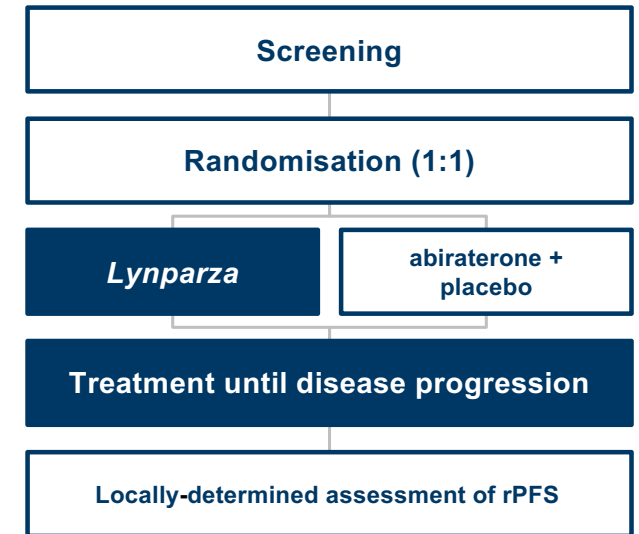 Screening
Randomisation (1:1)
Lynparza
abiraterone +
placebo
Treatment until disease progression
Locally-determined assessment of rPFS